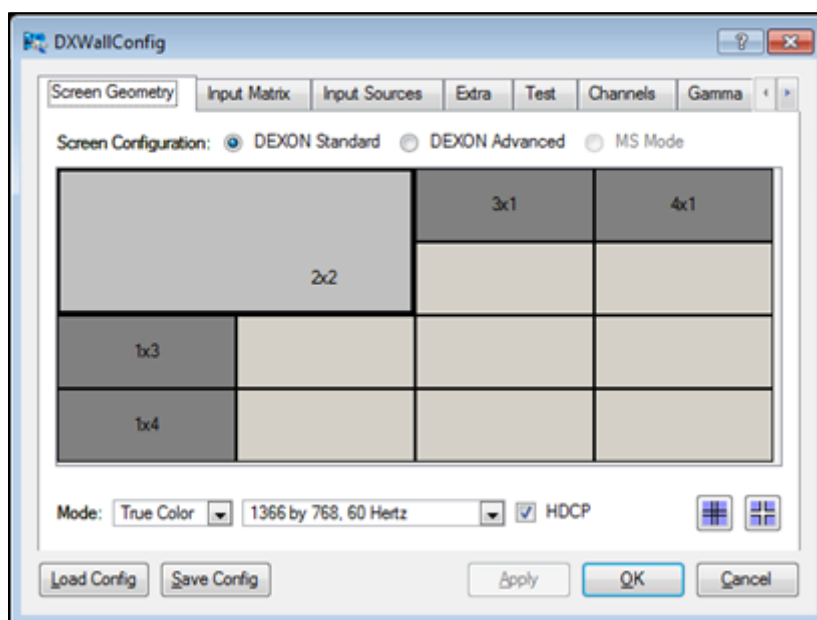 DXWallConfig
Screen Geometry Input Matrix Input Sources Extra Test Channels Gamma
Screen Configuration: DEXON Standard DEXON Advanced MS Mode
3x1 4x1
2x2
1x3
1x4
Mode: True Color 1366 by 768, 60 Hertz HDCP
Load Config Save Config Apply OK Cancel